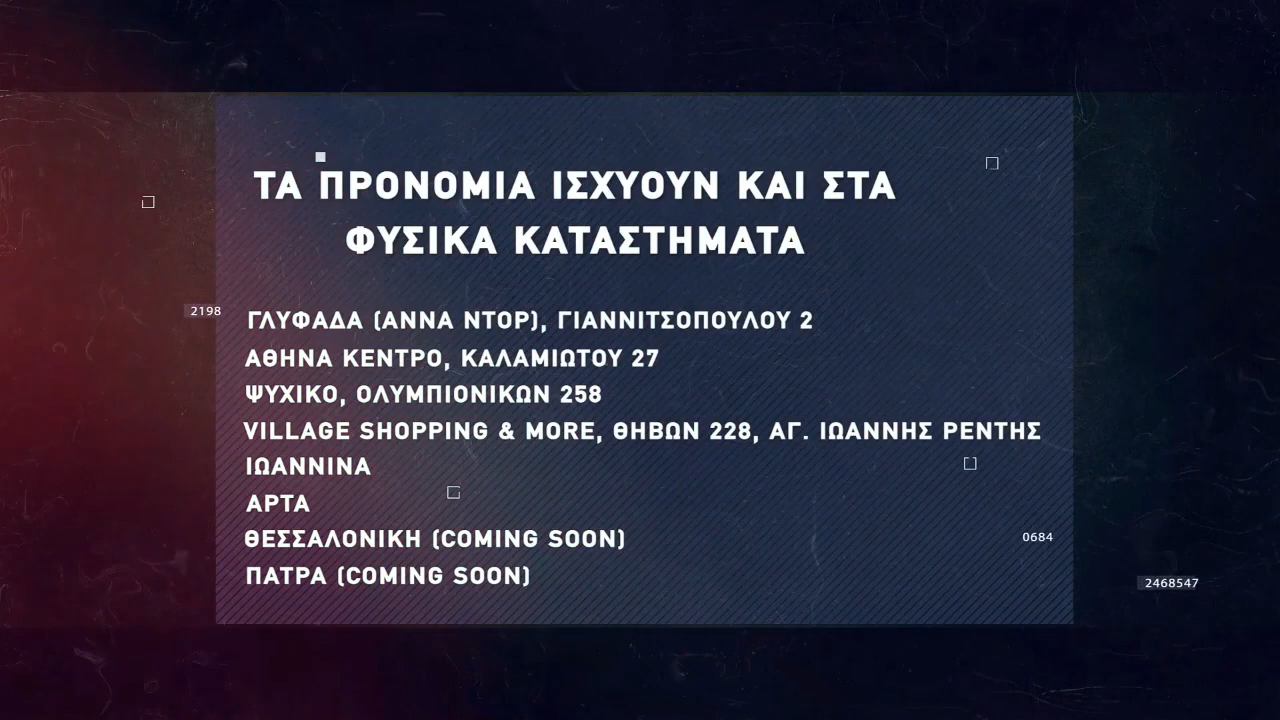 ΤΑ ΠΡΟΝΟΜΙΑ ΙΣΧΥΟΥΝ ΚΑΙ ΣΤΑ
ΦΥΣΙΚΑ ΚΑΤΑΣΤΗΜΑΤΑ
2198
ΓΛΥΦΑΔΑ (ΑΝΝΑ ΝΤΟΡ), ΓΙΑΝΝΙΤΣΟΠΟΥΛΟΥ 2
ΑΘΗΝΑ ΚΕΝΤΡΟ, ΚΑΛΑΜΙΩΤΟΥ 27
ΨΥΧΙΚΟ, ΟΛΥΜΠΙΟΝΙΚΩΝ 258
VILLAGE SHOPPING & MORE, ΘΗΒΩΝ 228, ΑΓ. ΙΩΑΝΝΗΣ ΡΕΝΤΗΣ
ΙΩΑΝΝΙΝΑ
ΑΡΤΑ
ΘΕΣΣΑΛΟΝΙΚΗ (COMING SOON)
0684
ΠΑΤΡΑ (COMING SOON)
2468547